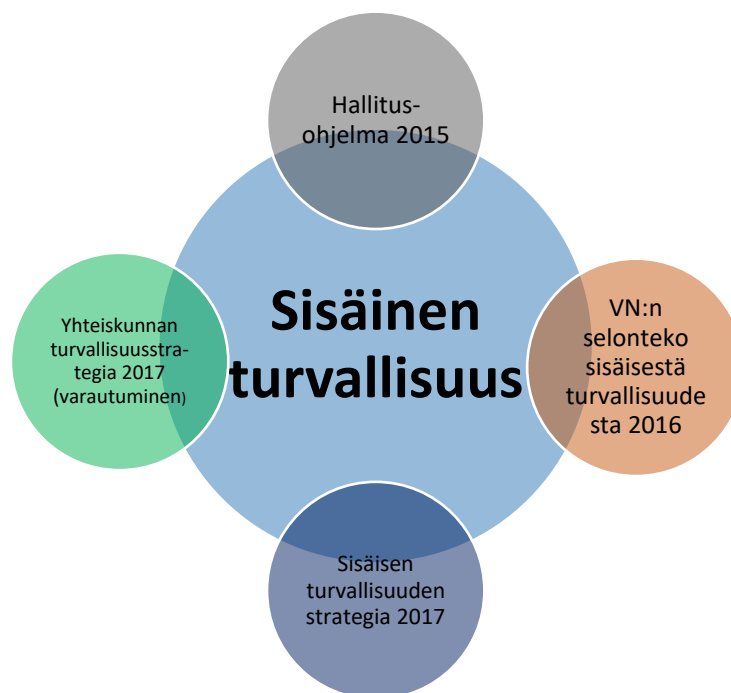 Hallitus-
ohjelma 2015
Sisäinen
turvallisuus
VN:n
selonteko
sisäisestä
turvallisuude
sta 2016
Sisäisen
turvallisuuden
strategia 2017
Yhteiskunnan
turvallisuusstra-
tegia 2017
(varautuminen)